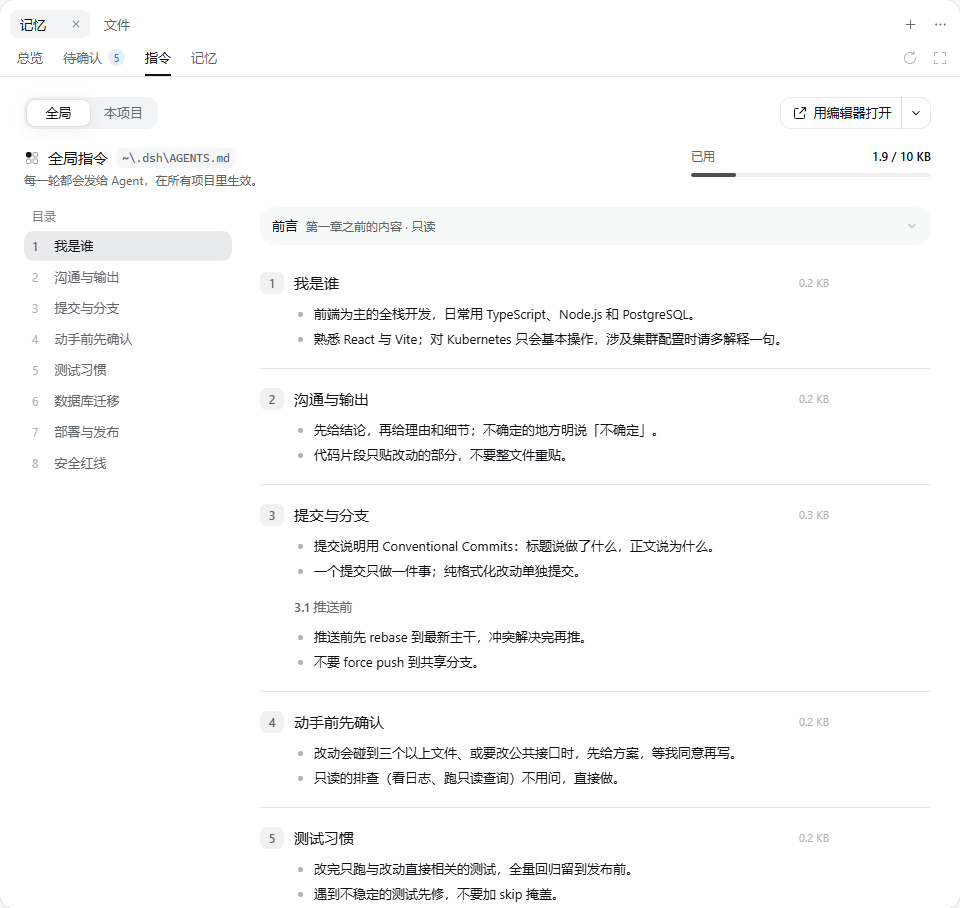 记忆 × 文件
总览 待确认 5 指令 记忆
全局 本项目 用编辑器打开
全局指令 ~\.dsh\AGENTS.md 已用 1.9 / 10 KB
每一轮都会发给 Agent，在所有项目里生效。
目录
1 我是谁
2 沟通与输出
3 提交与分支
4 动手前先确认
5 测试习惯
6 数据库迁移
7 部署与发布
8 安全红线
前言 第一章之前的内容 · 只读
1 我是谁 0.2 KB
前端为主的全栈开发，日常用 TypeScript、Node.js 和 PostgreSQL。
熟悉 React 与 Vite；对 Kubernetes 只会基本操作，涉及集群配置时请多解释一句。
2 沟通与输出 0.2 KB
先给结论，再给理由和细节；不确定的地方明说「不确定」。
代码片段只贴改动的部分，不要整文件重贴。
3 提交与分支 0.3 KB
提交说明用 Conventional Commits：标题说做了什么，正文说为什么。
一个提交只做一件事；纯格式化改动单独提交。
3.1 推送前
推送前先 rebase 到最新主干，冲突解决完再推。
不要 force push 到共享分支。
4 动手前先确认 0.2 KB
改动会碰到三个以上文件、或要改公共接口时，先给方案，等我同意再写。
只读的排查（看日志、跑只读查询）不用问，直接做。
5 测试习惯 0.2 KB
改完只跑与改动直接相关的测试，全量回归留到发布前。
遇到不稳定的测试先修，不要加 skip 掩盖。